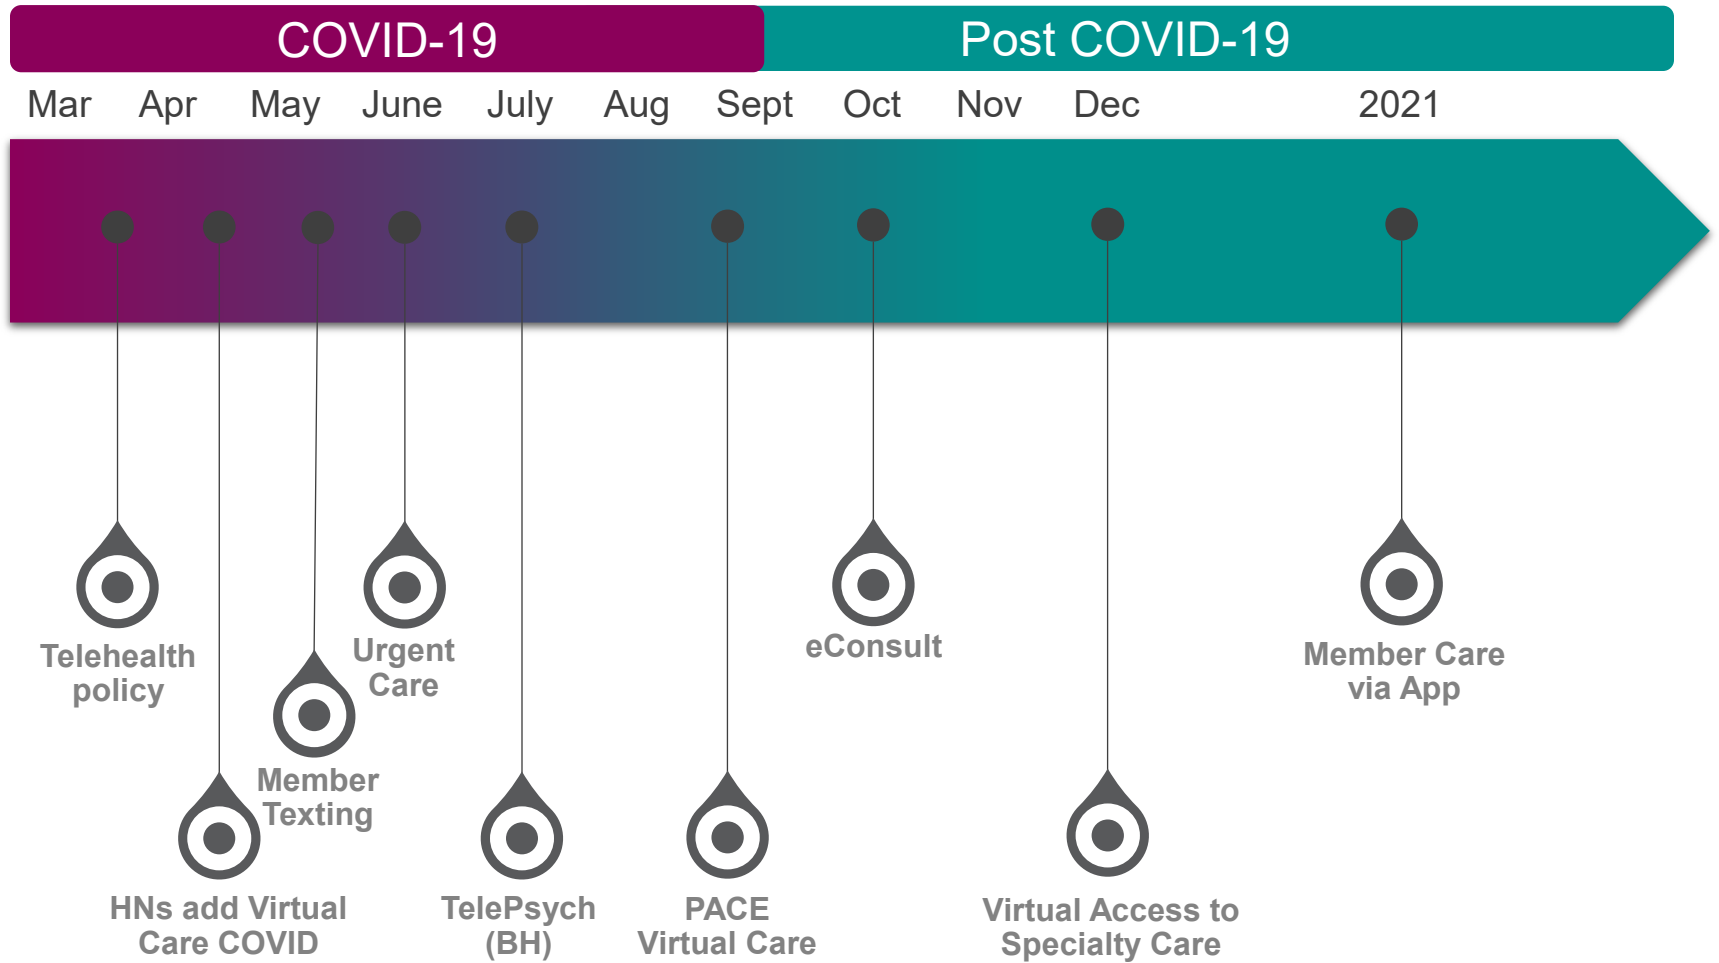 COVID-19
Post COVID-19
Mar Apr May June July Aug Sept Oct Nov Dec 2021
Telehealth
policy
HNs add Virtual
Care COVID
Member
Texting
Urgent
Care
TelePsych
(BH)
PACE
Virtual Care
eConsult
Virtual Access to
Specialty Care
Member Care
via App